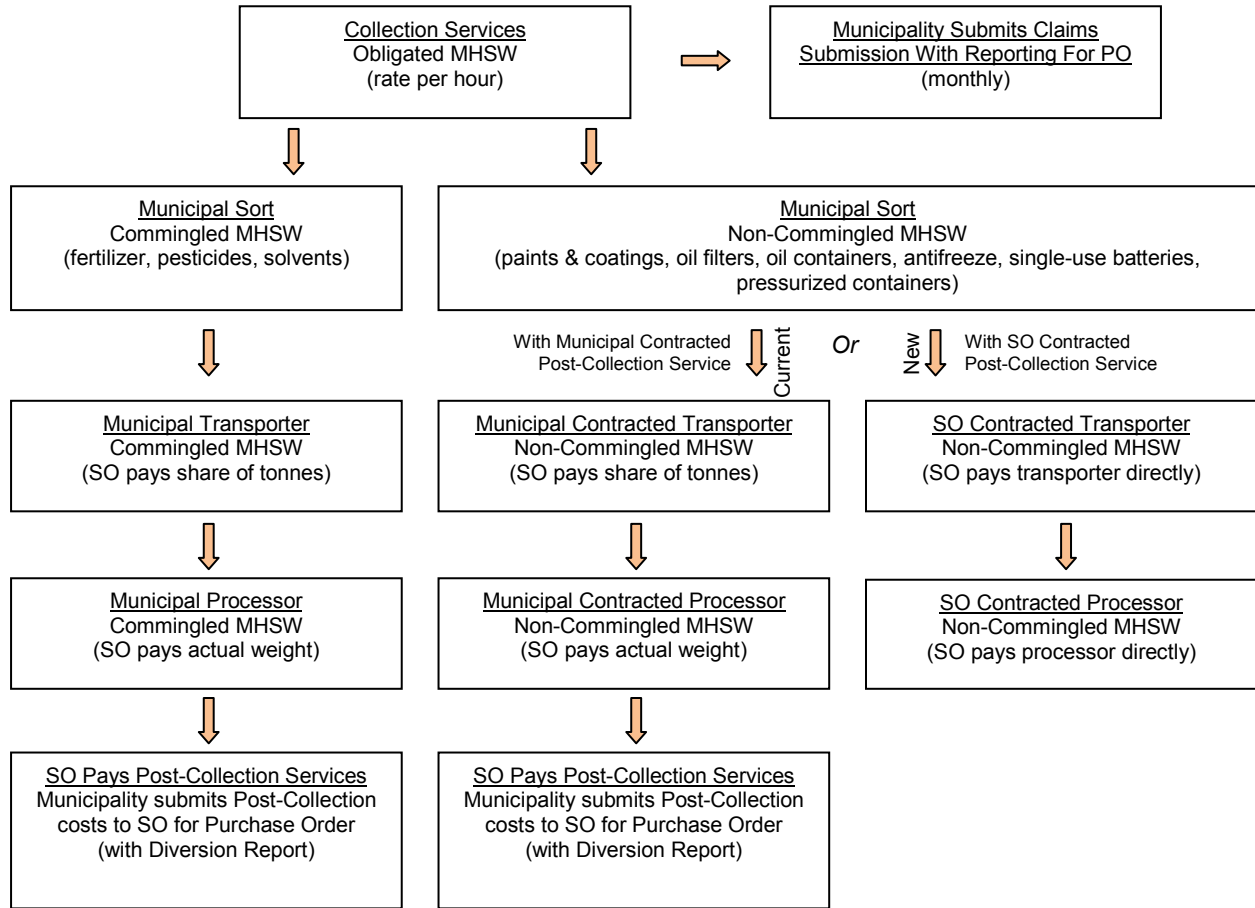 Collection Services
Obligated MHSW
(rate per hour)
Municipality Submits Claims
Submission With Reporting For PO
(monthly)
Municipal Sort
Commingled MHSW
(fertilizer, pesticides, solvents)
Municipal Sort
Non-Commingled MHSW
(paints & coatings, oil filters, oil containers, antifreeze, single-use batteries,
pressurized containers)
With Municipal Contracted
Post-Collection Service
Current
Or
New
With SO Contracted
Post-Collection Service
Municipal Transporter
Commingled MHSW
(SO pays share of tonnes)
Municipal Contracted Transporter
Non-Commingled MHSW
(SO pays share of tonnes)
SO Contracted Transporter
Non-Commingled MHSW
(SO pays transporter directly)
Municipal Processor
Commingled MHSW
(SO pays actual weight)
Municipal Contracted Processor
Non-Commingled MHSW
(SO pays actual weight)
SO Contracted Processor
Non-Commingled MHSW
(SO pays processor directly)
SO Pays Post-Collection Services
Municipality submits Post-Collection
costs to SO for Purchase Order
(with Diversion Report)
SO Pays Post-Collection Services
Municipality submits Post-Collection
costs to SO for Purchase Order
(with Diversion Report)